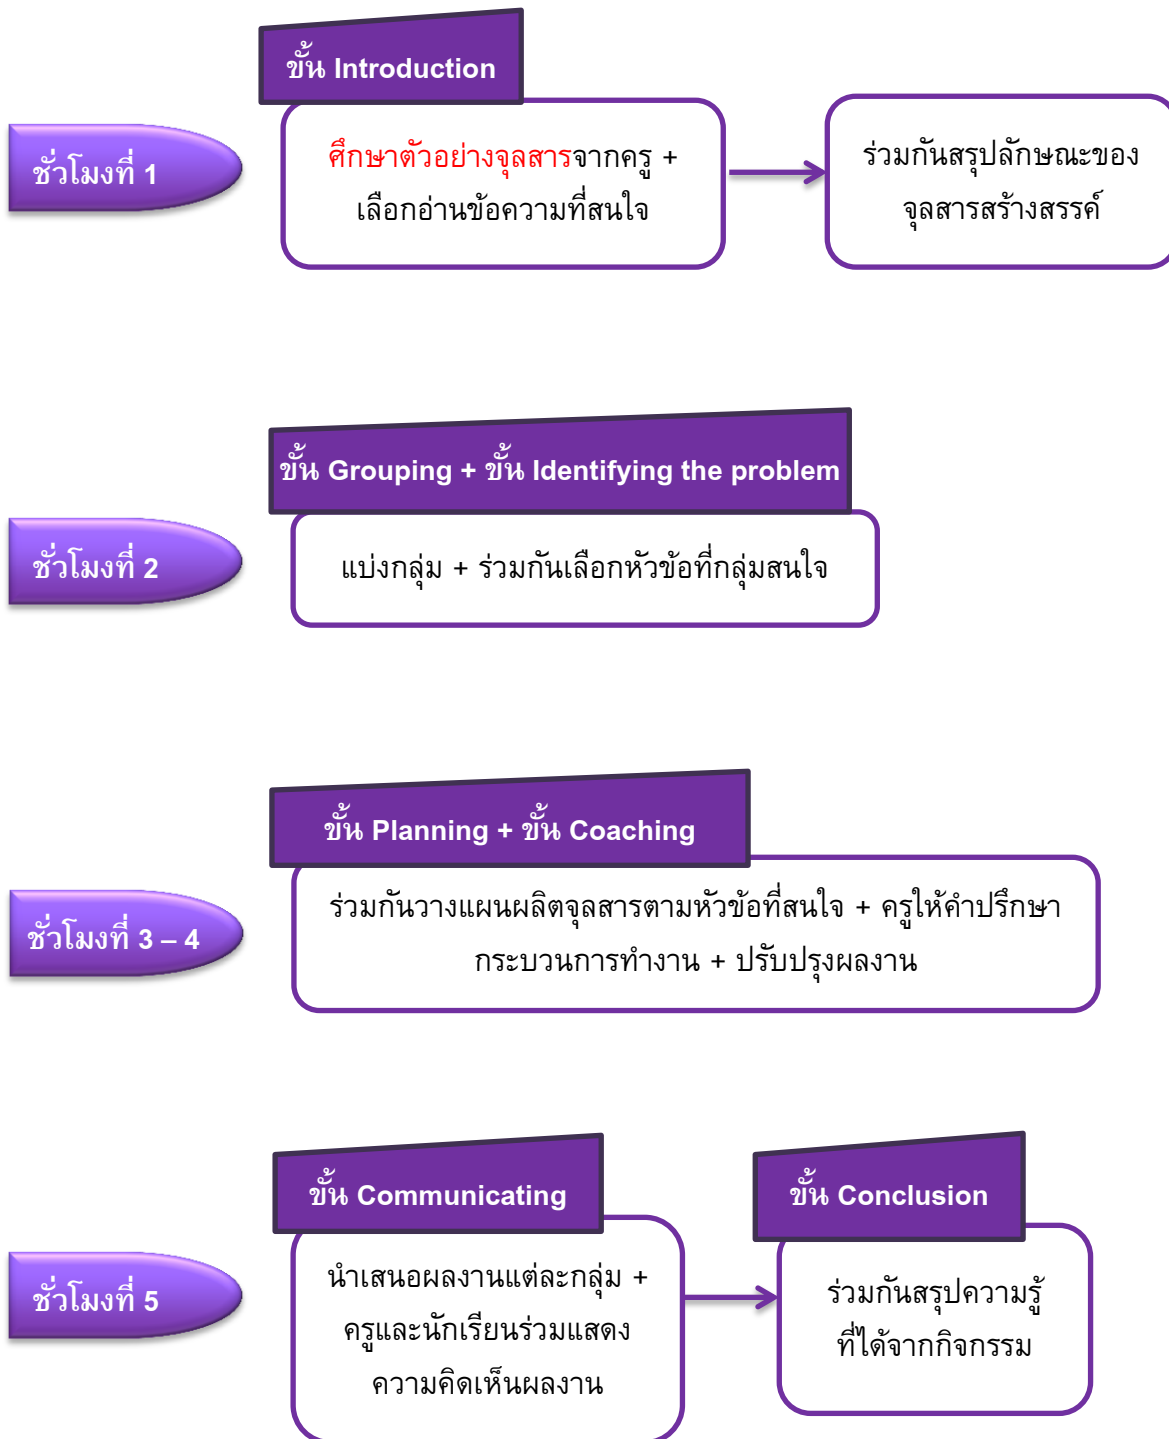 ขั้น Introduction
ชั่วโมงที่ 1
ศึกษาตัวอย่างจุลสารจากครู +
เลือกอ่านข้อความที่สนใจ
ร่วมกันสรุปลักษณะของ
จุลสารสร้างสรรค์
ขั้น Grouping + ขั้น Identifying the problem
ชั่วโมงที่ 2
แบ่งกลุ่ม + ร่วมกันเลือกหัวข้อที่กลุ่มสนใจ
ขั้น Planning + ขั้น Coaching
ชั่วโมงที่ 3 – 4
ร่วมกันวางแผนผลิตจุลสารตามหัวข้อที่สนใจ + ครูให้คำปรึกษา
กระบวนการทำงาน + ปรับปรุงผลงาน
ขั้น Communicating
ขั้น Conclusion
ชั่วโมงที่ 5
นำเสนอผลงานแต่ละกลุ่ม +
ครูและนักเรียนร่วมแสดง
ความคิดเห็นผลงาน
ร่วมกันสรุปความรู้
ที่ได้จากกิจกรรม